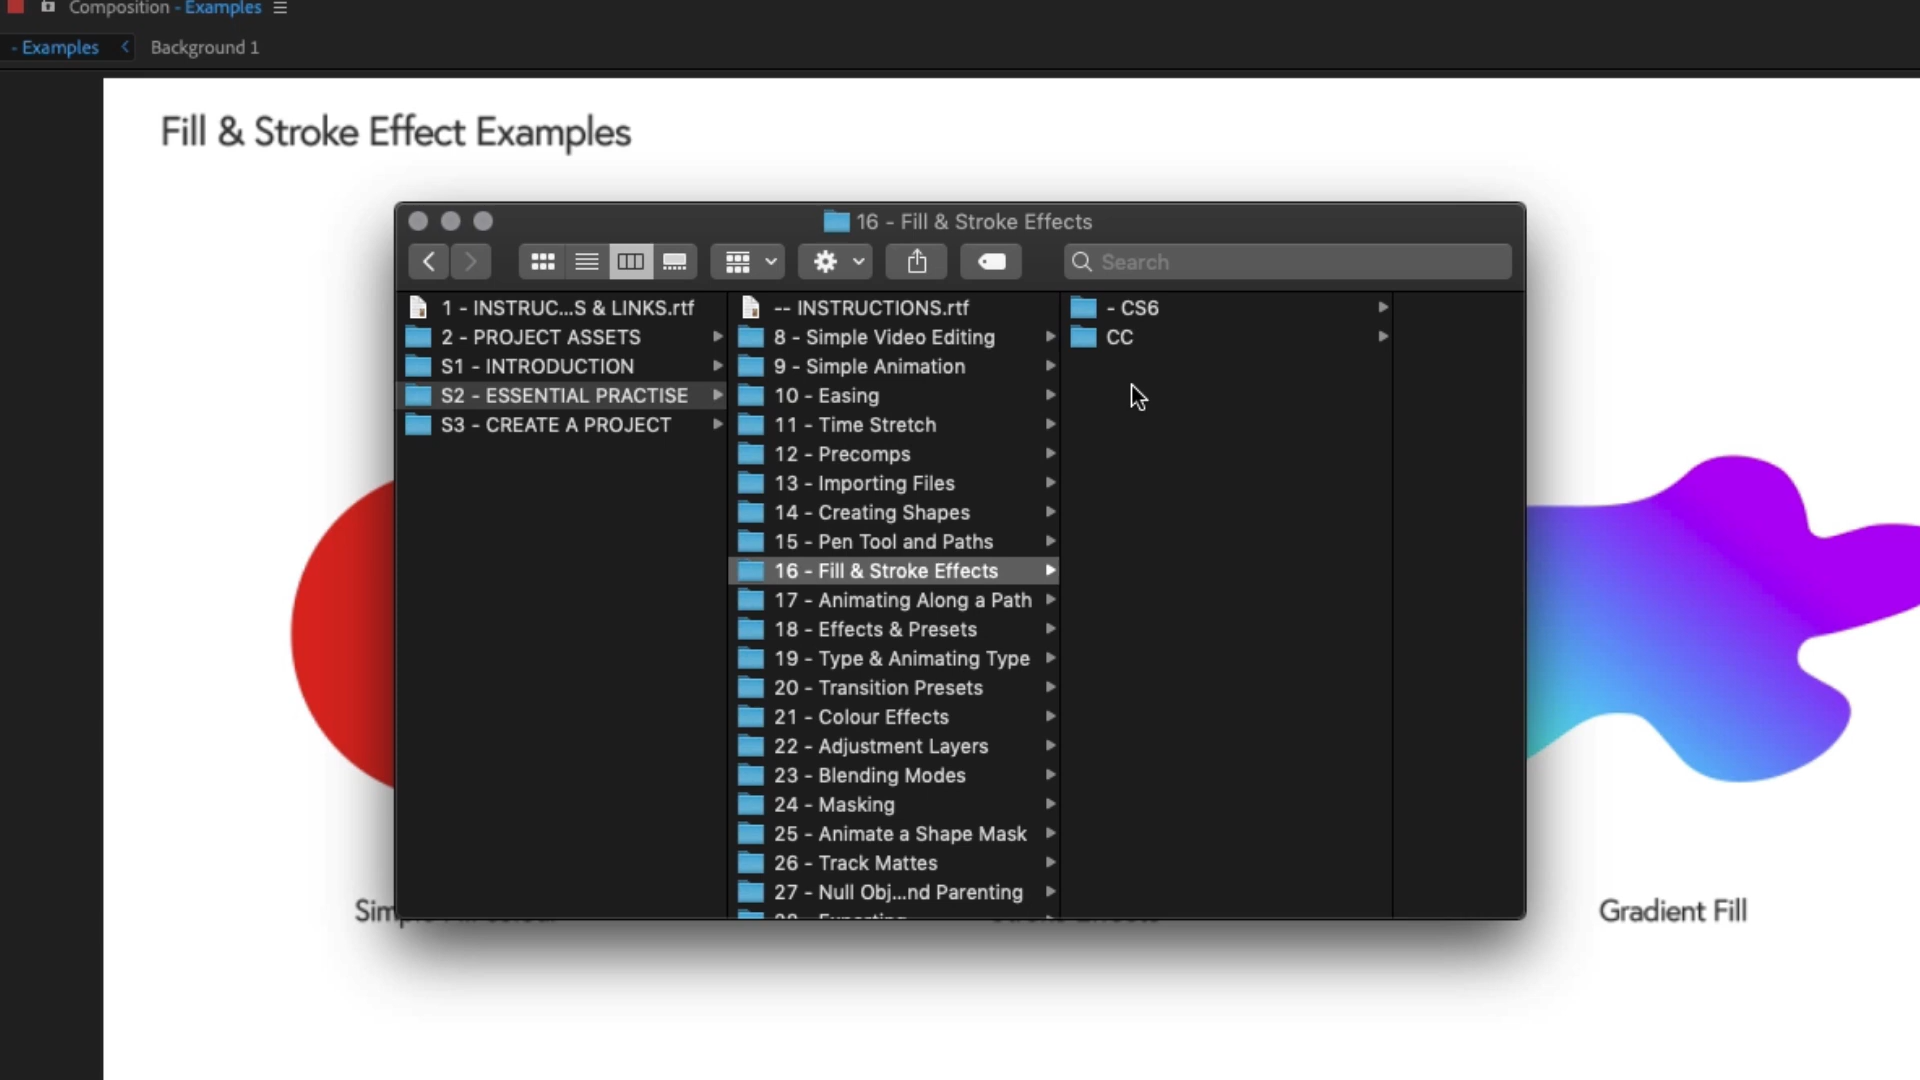 Composition - Examples
- Examples
Background 1
Fill & Stroke Effect Examples
16 - Fill & Stroke Effects
Search
1 - INSTRUC...S & LINKS.rtf
2 - PROJECT ASSETS
S1 - INTRODUCTION
S2 - ESSENTIAL PRACTISE
S3 - CREATE A PROJECT
-- INSTRUCTIONS.rtf
8 - Simple Video Editing
9 - Simple Animation
10 - Easing
11 - Time Stretch
12 - Precomps
13 - Importing Files
14 - Creating Shapes
15 - Pen Tool and Paths
16 - Fill & Stroke Effects
17 - Animating Along a Path
18 - Effects & Presets
19 - Type & Animating Type
20 - Transition Presets
21 - Colour Effects
22 - Adjustment Layers
23 - Blending Modes
24 - Masking
25 - Animate a Shape Mask
26 - Track Mattes
27 - Null Obj...nd Parenting
- CS6
CC
Gradient Fill